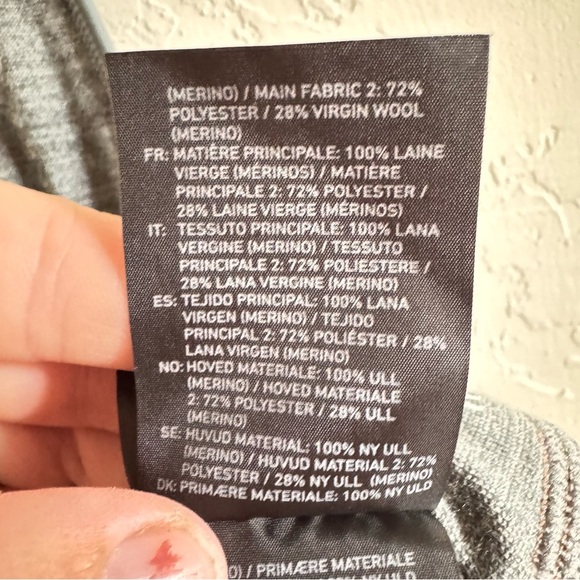 (MERINO) / MAIN FABRIC 2: 72%
POLYESTER / 28% VIRGIN WOOL
(MERINO)
FR: MATIÈRE PRINCIPALE: 100% LAINE
VIERGE (MERINOS) / MATIÈRE
PRINCIPALE 2: 72% POLYESTER /
28% LAINE VIERGE (MÉRINOS)
IT: TESSUTO PRINCIPALE: 100% LANA
VERGINE (MERINO) / TESSUTO
PRINCIPALE 2: 72% POLIESTERE /
28% LANA VERGINE (MERINO)
ES: TEJIDO PRINCIPAL: 100% LANA
VIRGEN (MERINO) / TEJIDO
PRINCIPAL 2: 72% POLIÉSTER / 28%
LANA VIRGEN (MERINO)
NO: HOVED MATERIALE: 100% ULL
(MERINO) / HOVED MATERIALE
2: 72% POLYESTER / 28% ULL
(MERINO)
SE: HUVUD MATERIAL: 100% NY ULL
(MERINO) / HUVUD MATERIAL 2: 72%
POLYESTER / 28% NY ULL (MERINO)
DK: PRIMÆRE MATERIALE: 100% NY ULD
/ PRIMÆRE MATERIALE